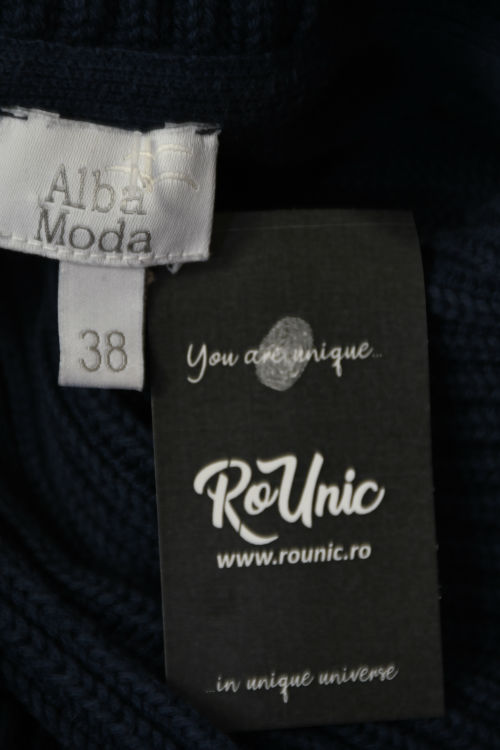 Alba
Moda
38
You are unique...
RoUnic
www.rounic.ro
...in unique universe